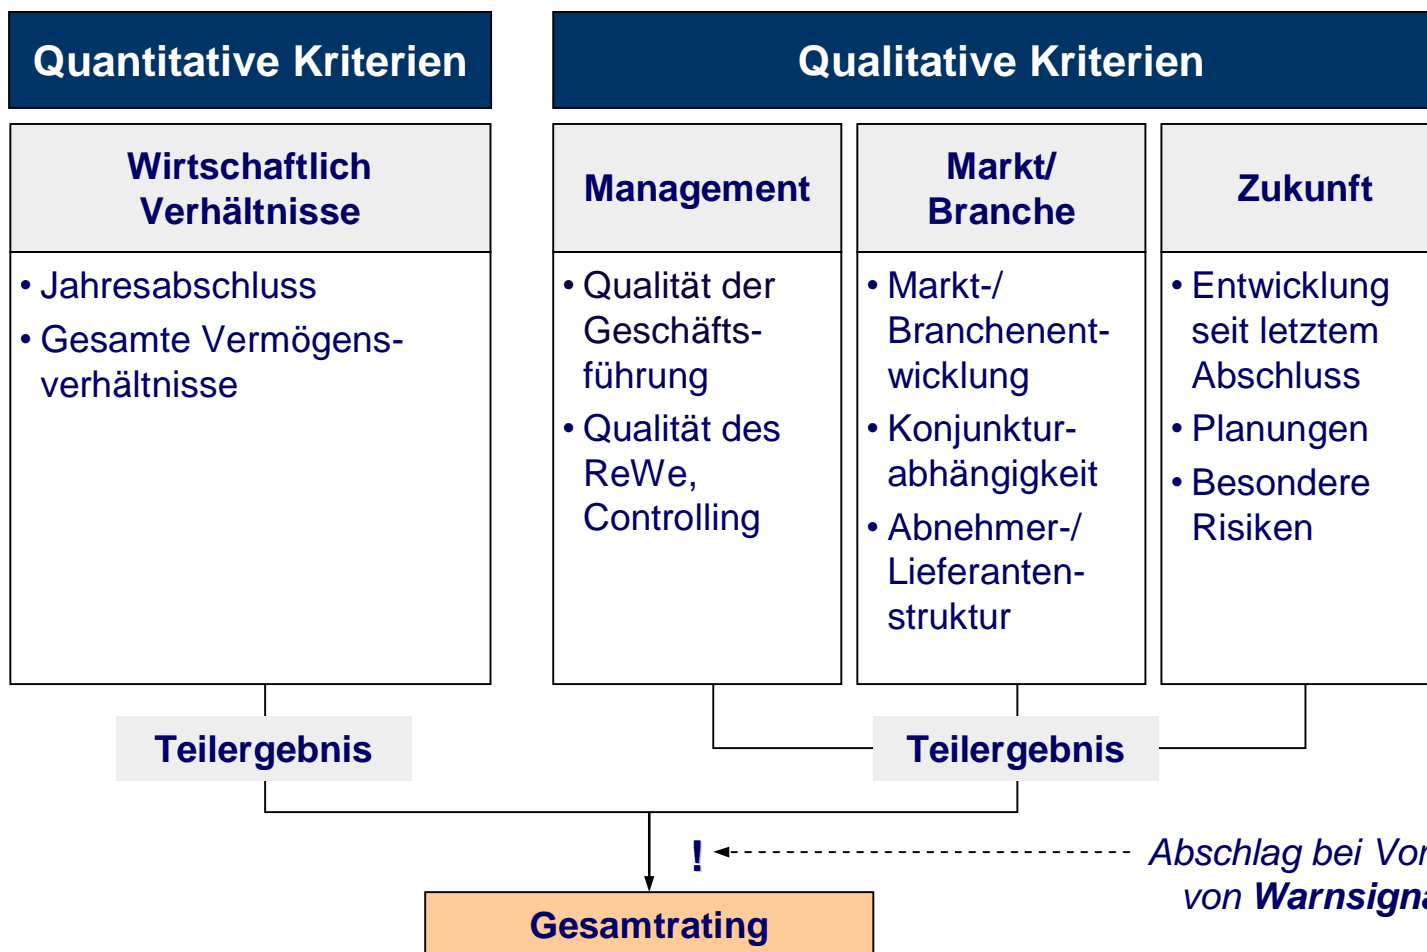 Quantitative Kriterien
Qualitative Kriterien
Wirtschaftlich
Verhältnisse
• Jahresabschluss
• Gesamte Vermögens-
verhältnisse
Management
• Qualität der
Geschäfts-
führung
• Qualität des
ReWe,
Controlling
Markt/
Branche
• Markt-/
Branchenent-
wicklung
• Konjunktur-
abhängigkeit
• Abnehmer-/
Lieferanten-
struktur
Zukunft
• Entwicklung
seit letztem
Abschluss
• Planungen
• Besondere
Risiken
Teilergebnis
Teilergebnis
!
Abschlag bei
von
Gesamtrating